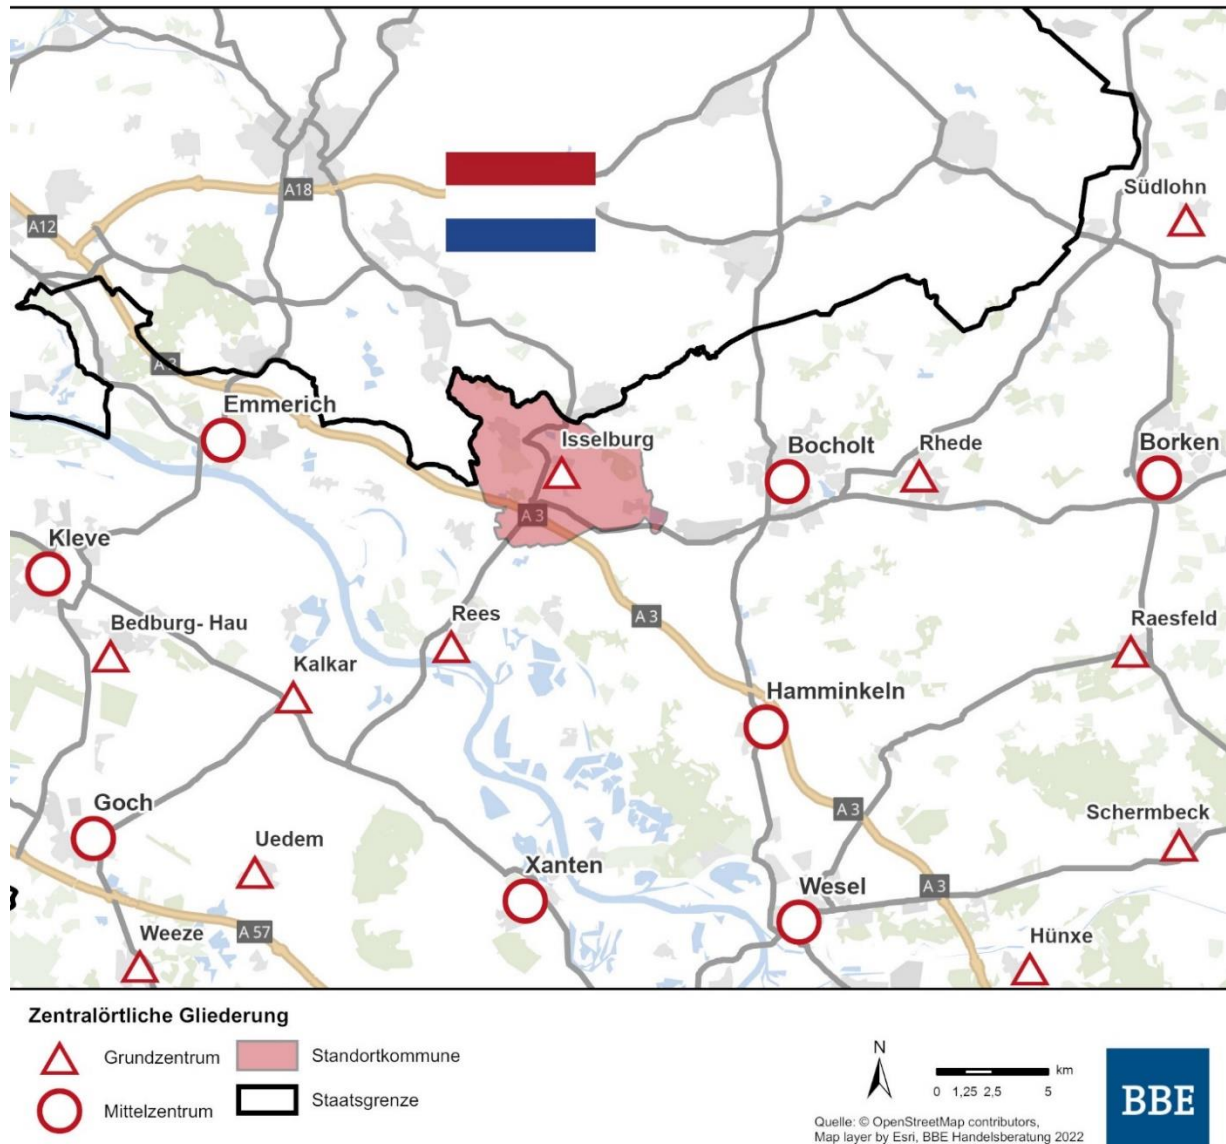 Südlohn
A18
A12
A 3
Emmerich
Isselburg
Bocholt
Rhede
Borken
A 3
Kleve
Bedburg- Hau
Rees
A 3
Raesfeld
Kalkar
Hamminkeln
Goch
A 3
Schermbeck
Uedem
Xanten
Wesel
A 3
A 57
Weeze
Hünxe
Zentralörtliche Gliederung
Grundzentrum
Standortkommune
Mittelzentrum
Staatsgrenze
N
km
0 1,25 2,5 5
Quelle: © OpenStreetMap contributors,
Map layer by Esri, BBE Handelsberatung 2022
BBE